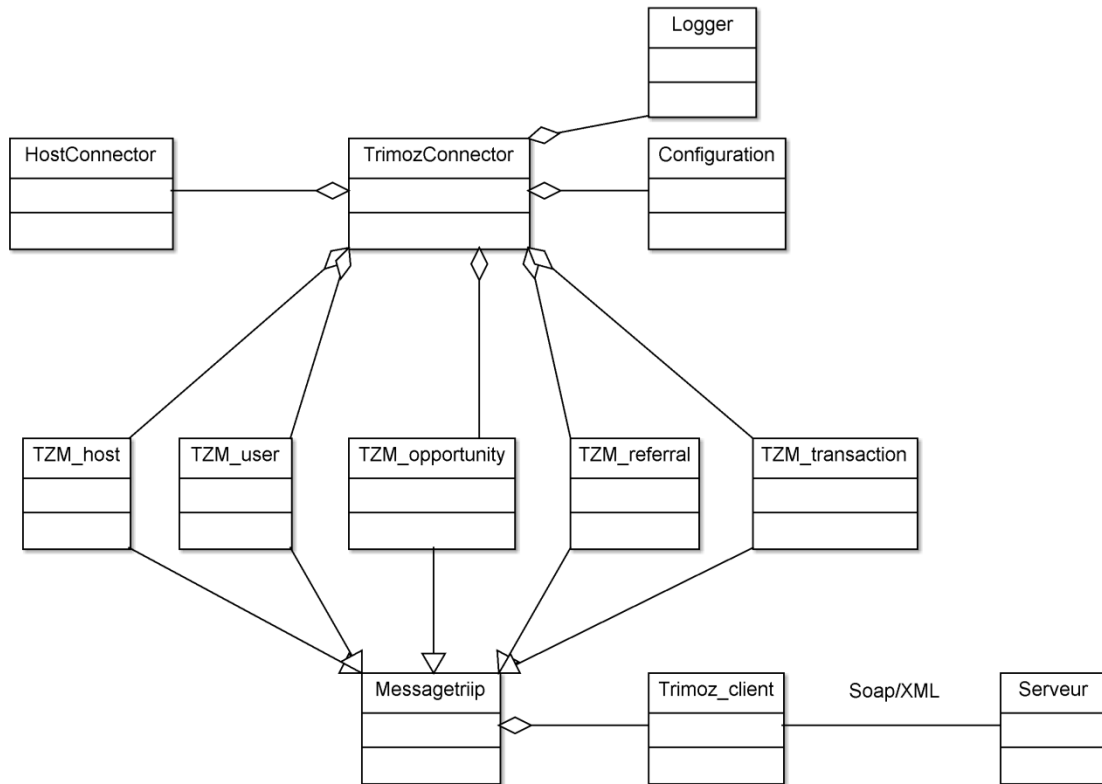 Logger
HostConnector
TrimozConnector
Configuration
TZM_host
TZM_user
TZM_opportunity
TZM_referral
TZM_transaction
Messagetriip
Trimoz_client
Soap/XML
Serveur